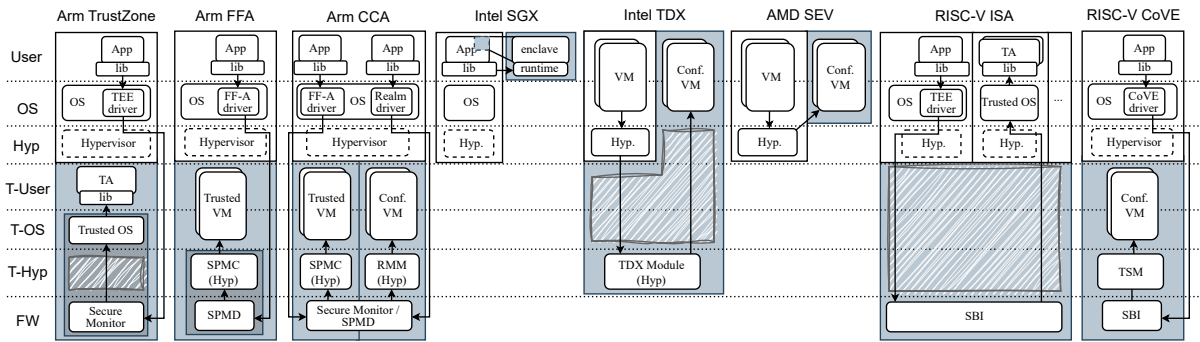 Arm TrustZone
Arm FFA
Arm CCA
Intel SGX
Intel TDX
AMD SEV
RISC-V ISA
RISC-V CoVE
User
OS
Hyp
T-User
T-OS
T-Hyp
FW
App
lib
OS
TEE
driver
Hypervisor
TA
lib
Trusted OS
Secure
Monitor
App
lib
OS
FF-A
driver
Hypervisor
Trusted
VM
SPMC
(Hyp)
SPMD
App
lib
App
lib
FF-A
driver
OS
Realm
driver
Hypervisor
Trusted
VM
Conf.
VM
SPMC
(Hyp)
RMM
(Hyp)
Secure Monitor /
SPMD
App
lib
enclave
runtime
OS
Hyp.
VM
Conf.
VM
Hyp.
TDX Module
(Hyp)
VM
Conf.
VM
Hyp.
App
lib
OS
TEE
driver
Hyp.
TA
lib
Trusted OS
Hyp.
...
SBI
App
lib
OS
CoVE
driver
Hypervisor
Conf.
VM
TSM
SBI